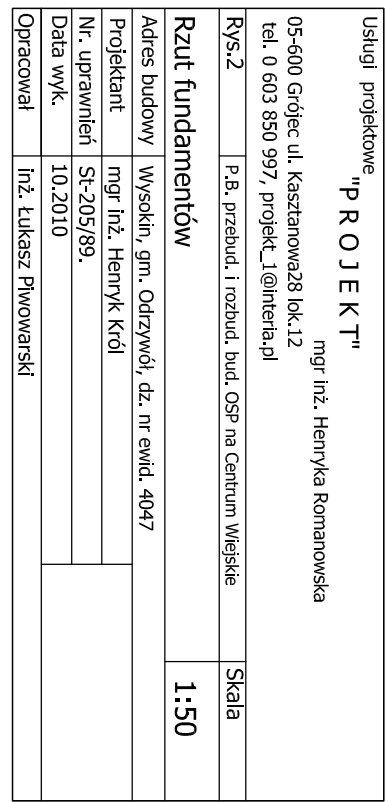 Usługi projektowe
"P R O J E K T"
mgr inż. Henryka Romanowska
05-600 Grójec ul. Kasztanowa28 lok.12
tel. 0 603 850 997, projekt_1@interia.pl
Rys.2 P.B. przebud. i rozbud. bud. OSP na Centrum Wiejskie Skala
Rzut fundamentów 1:50
Adres budowy Wysokin, gm. Odrzywół, dz. nr ewid. 4047
Projektant mgr inż. Henryk Król
Nr. uprawnień St-205/89.
Data wyk. 10.2010
Opracował inż. Łukasz Piwowarski